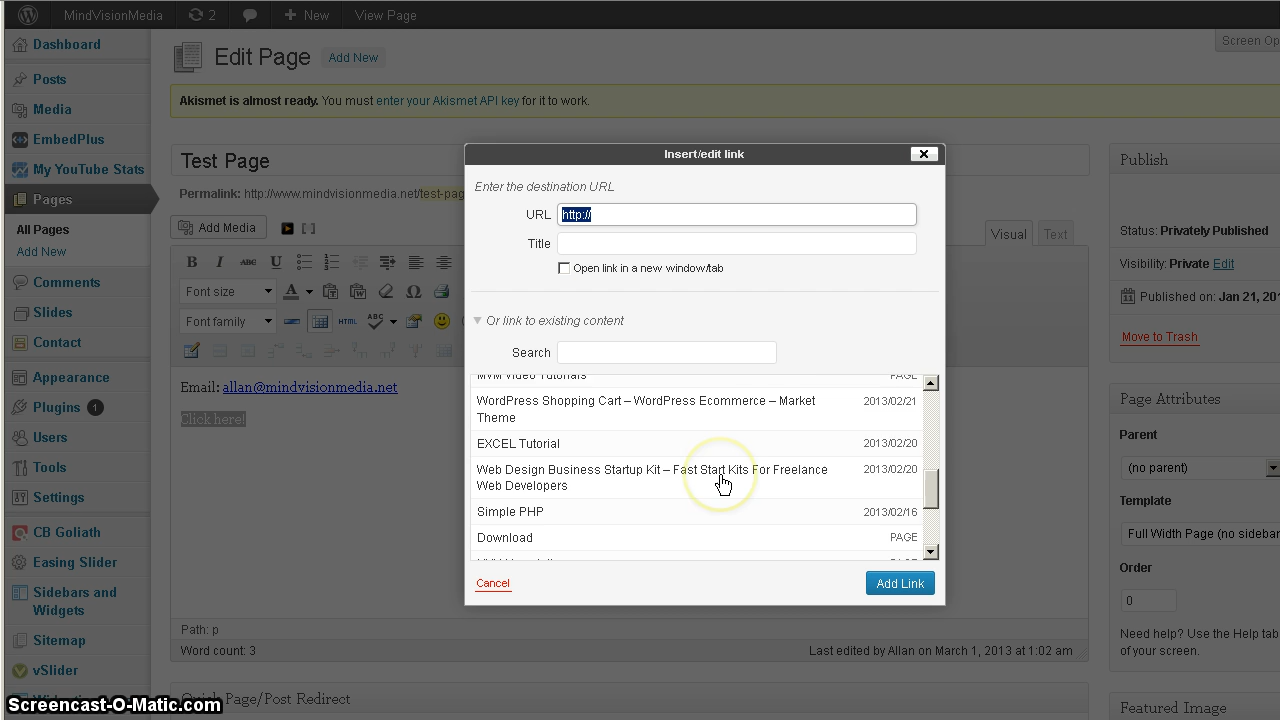 MindVisionMedia 2 New View Page
Screen Op
Dashboard
Posts
Media
EmbedPlus
My YouTube Stats
Pages
All Pages
Add New
Comments
Slides
Contact
Appearance
Plugins 1
Users
Tools
Settings
CB Goliath
Easing Slider
Sidebars and
Widgets
Sitemap
vSlider
Edit Page Add New
Akismet is almost ready. You must enter your Akismet API key for it to work.
Test Page
Permalink: http://www.mindvisionmedia.net/test-pag
Add Media
Visual Text
B I ABC U
Font size
Font family
HTML
ABC
Email: allan@mindvisionmedia.net
Click here!
Path: p
Word count: 3
Last edited by Allan on March 1, 2013 at 1:02 am
Quick Page/Post Redirect
Insert/edit link
Enter the destination URL
URL http://
Title
Open link in a new window/tab
Or link to existing content
Search
MVM Video Tutorials PAGE
WordPress Shopping Cart – WordPress Ecommerce – Market 2013/02/21
Theme
EXCEL Tutorial 2013/02/20
Web Design Business Startup Kit – Fast Start Kits For Freelance 2013/02/20
Web Developers
Simple PHP 2013/02/16
Download PAGE
Cancel
Add Link
Publish
Status: Privately Published
Visibility: Private Edit
Published on: Jan 21, 201
Move to Trash
Page Attributes
Parent
(no parent)
Template
Full Width Page (no sidebar
Order
0
Need help? Use the Help tab
of your screen.
Featured Image
Screencast-O-Matic.com